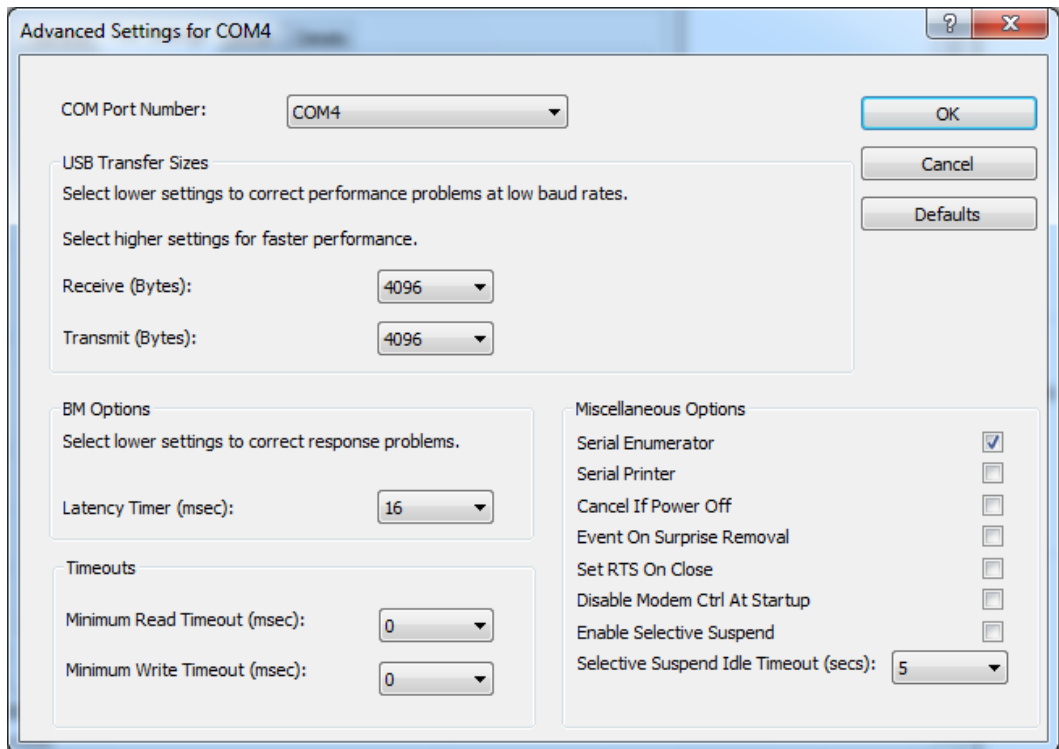 Advanced Settings for COM4
COM Port Number: COM4
OK
Cancel
Defaults
USB Transfer Sizes
Select lower settings to correct performance problems at low baud rates.
Select higher settings for faster performance.
Receive (Bytes): 4096
Transmit (Bytes): 4096
BM Options
Select lower settings to correct response problems.
Latency Timer (msec): 16
Timeouts
Minimum Read Timeout (msec): 0
Minimum Write Timeout (msec): 0
Miscellaneous Options
Serial Enumerator
Serial Printer
Cancel If Power Off
Event On Surprise Removal
Set RTS On Close
Disable Modem Ctrl At Startup
Enable Selective Suspend
Selective Suspend Idle Timeout (secs): 5